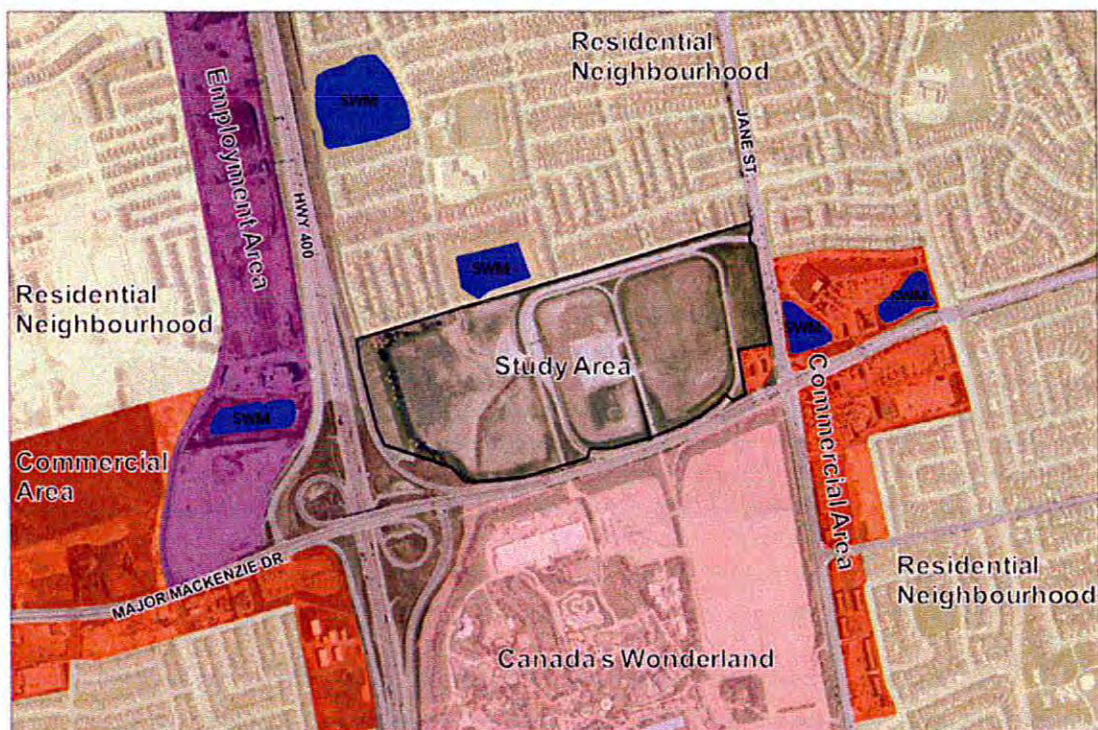 Residential
Neighbourhood
SWM
Employment Area
JANE ST.
HWY 400
SWM
Residential
Neighbourhood
SWM
SWM
Study Area
SWM
Commercial
Area
Commercial Area
MAJOR MACKENZIE DR
Residential
Neighbourhood
Canada's Wonderland